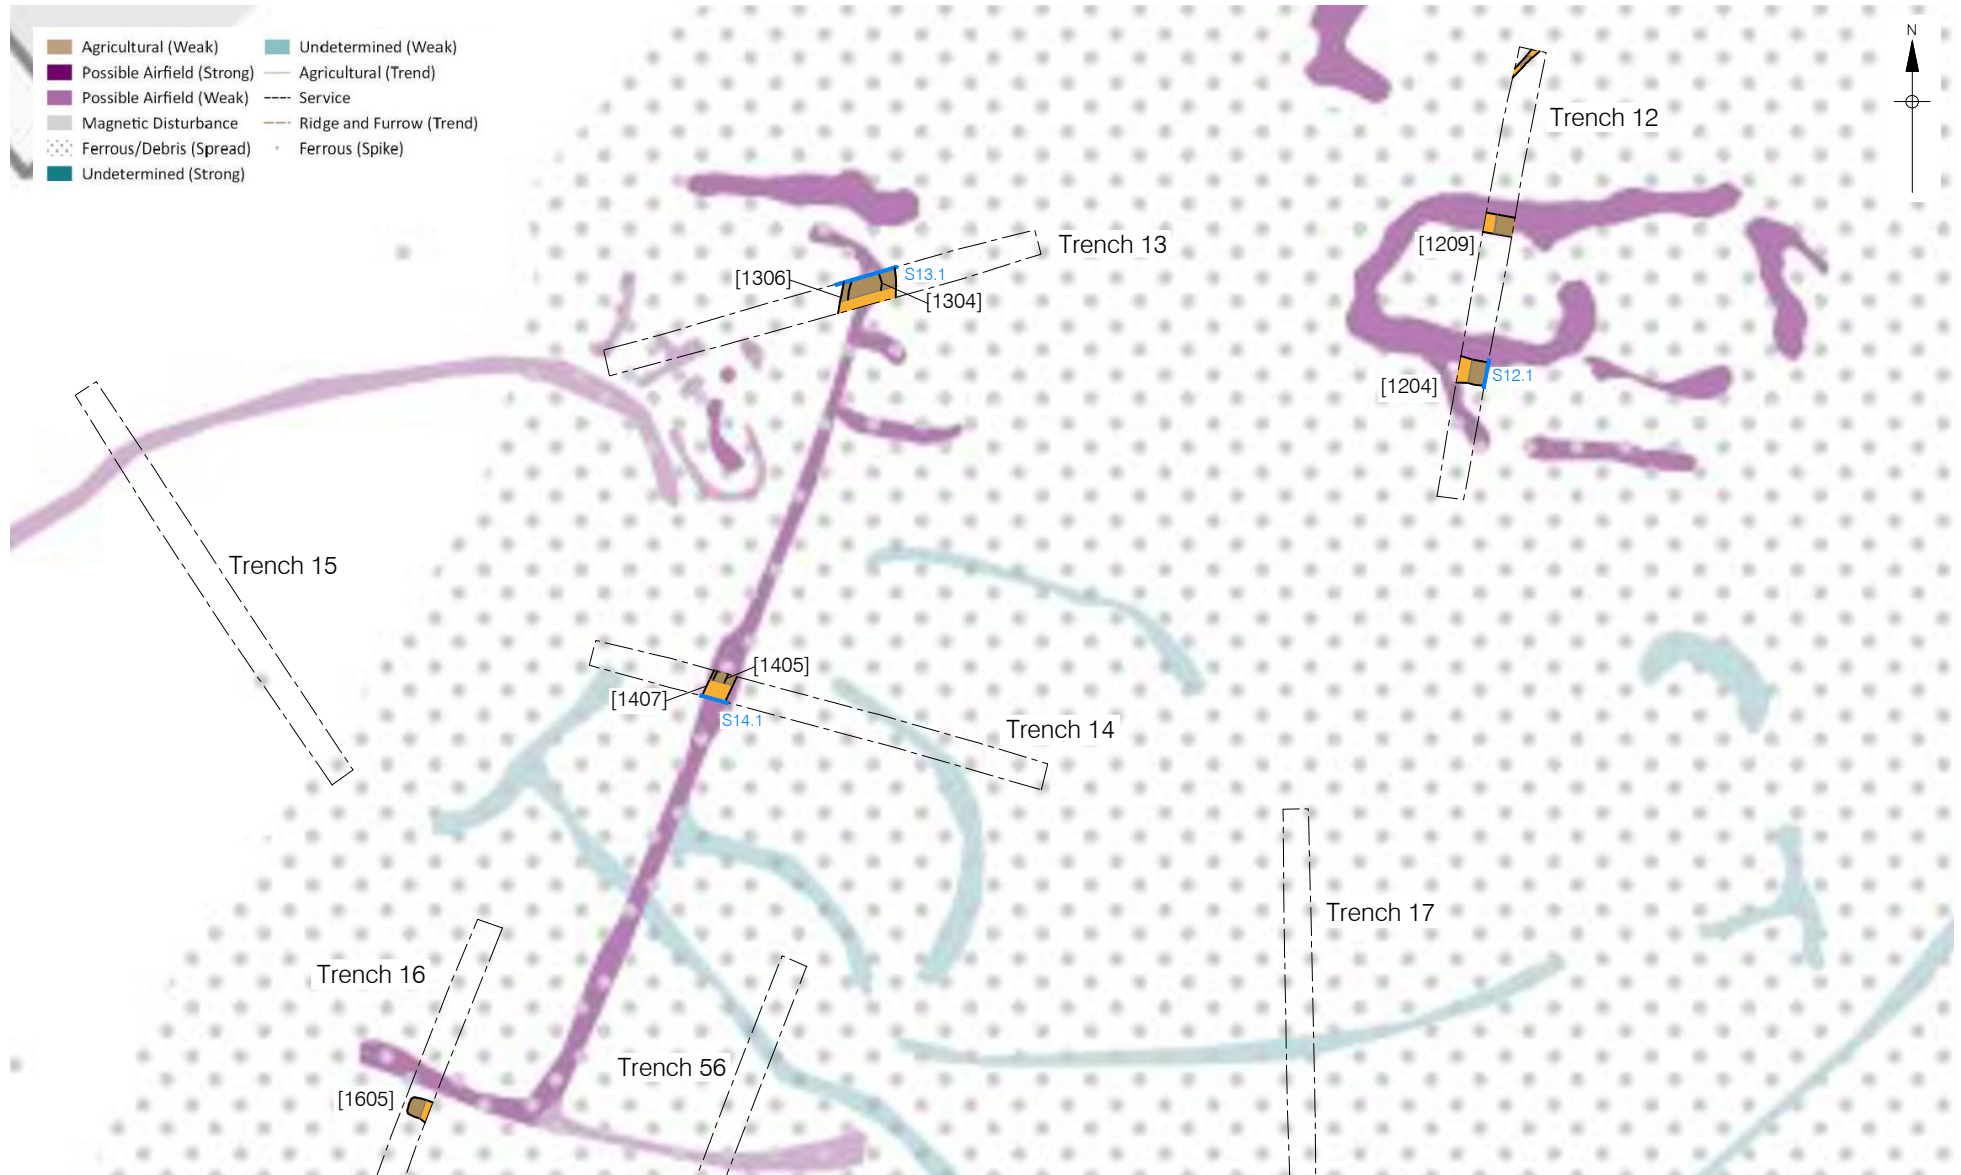 Agricultural (Weak)
Possible Airfield (Strong)
Possible Airfield (Weak)
Magnetic Disturbance
Ferrous/Debris (Spread)
Undetermined (Strong)
Undetermined (Weak)
Agricultural (Trend)
Service
Ridge and Furrow (Trend)
Ferrous (Spike)
N
Trench 12
[1209]
[1204]
S12.1
Trench 13
[1306]
S13.1
[1304]
Trench 15
[1405]
[1407]
S14.1
Trench 14
Trench 17
Trench 16
Trench 56
[1605]